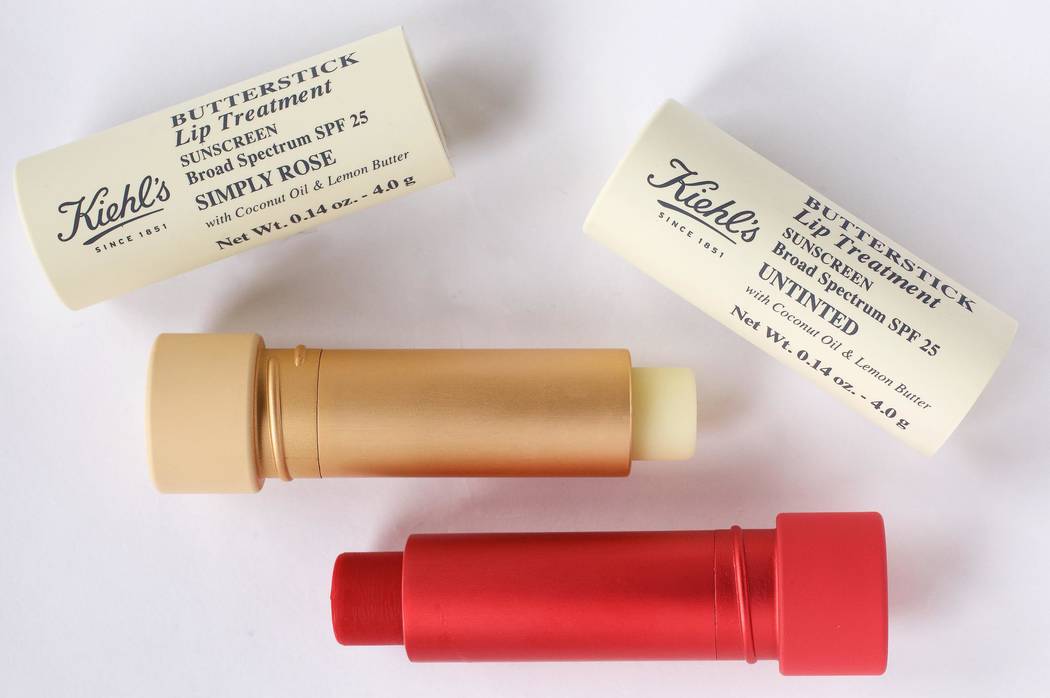 BUTTERSTICK
Lip Treatment
SUNSCREEN
Broad Spectrum SPF 25
SIMPLY ROSE
with Coconut Oil & Lemon Butter
Net Wt. 0.14 oz. - 4.0 g
Kiehl's
SINCE 1851
BUTTERSTICK
Lip Treatment
SUNSCREEN
Broad Spectrum SPF 25
UNTINTED
with Coconut Oil & Lemon Butter
Net Wt. 0.14 oz. - 4.0 g
Kiehl's
SINCE 1851